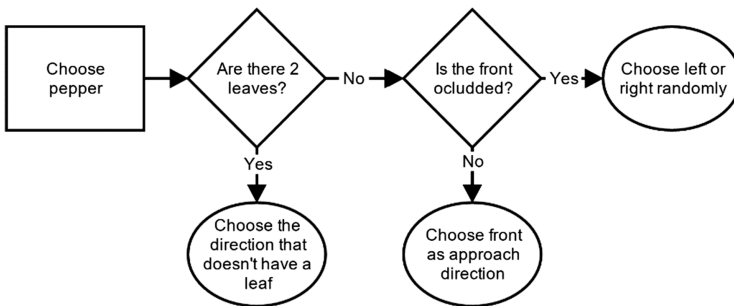 Choose
pepper
Are there 2
leaves?
No
Is the front
ocludded?
Yes
Choose left or
right randomly
Yes
No
Choose the
direction that
doesn't have a
leaf
Choose front
as approach
direction